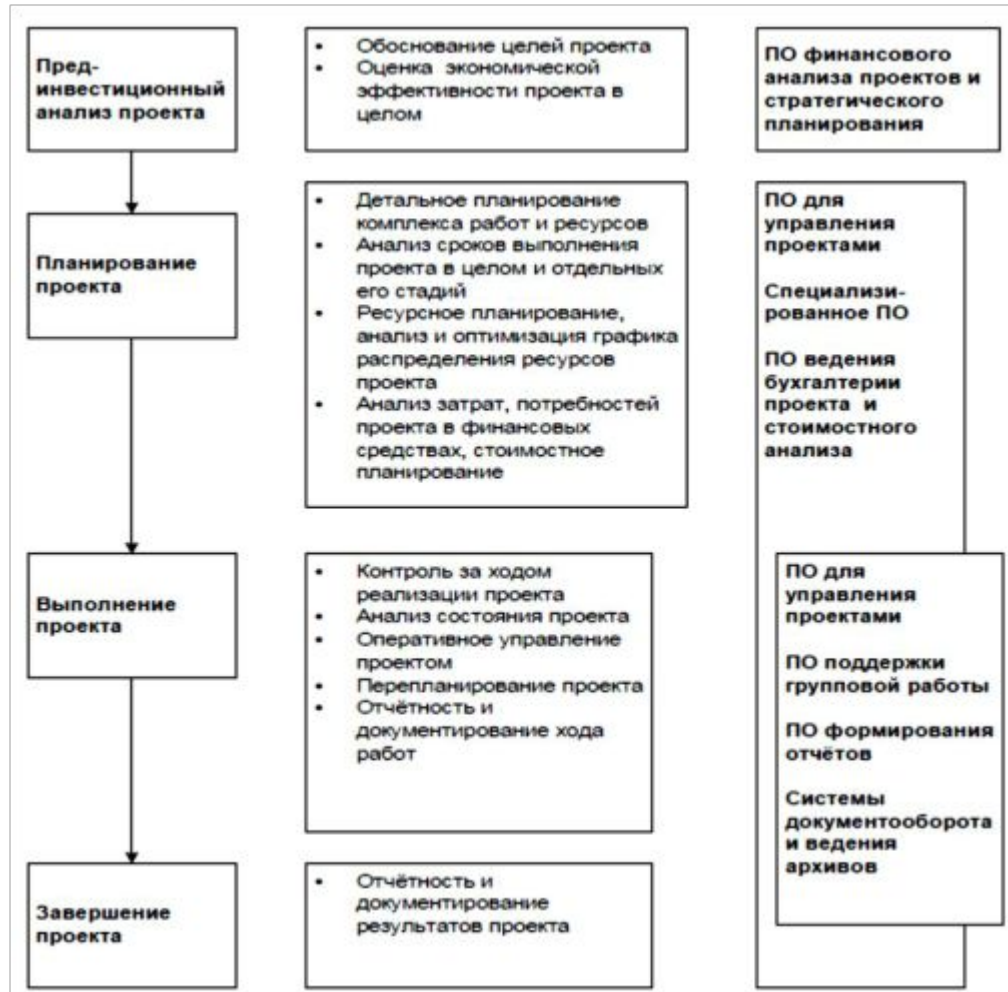 Пред-
инвестиционный
анализ проекта
• Обоснование целей проекта
• Оценка экономической
эффективности проекта в
целом
ПО финансового
анализа проектов и
стратегического
планирования
Планирование
проекта
• Детальное планирование
комплекса работ и ресурсов
• Анализ сроков выполнения
проекта в целом и отдельных
его стадий
• Ресурсное планирование,
анализ и оптимизация графика
распределения ресурсов
проекта
• Анализ затрат, потребностей
проекта в финансовых
средствах, стоимостное
планирование
ПО для
управления
проектами
Специализи-
рованное ПО
ПО ведения
бухгалтерии
проекта и
стоимостного
анализа
Выполнение
проекта
• Контроль за ходом
реализации проекта
• Анализ состояния проекта
• Оперативное управление
проектом
• Перепланирование проекта
• Отчётность и
документирование хода
работ
ПО для
управления
проектами
ПО поддержки
групповой работы
ПО формирования
отчётов
Системы
документооборота
и ведения
архивов
Завершение
проекта
• Отчётность и
документирование
результатов проекта